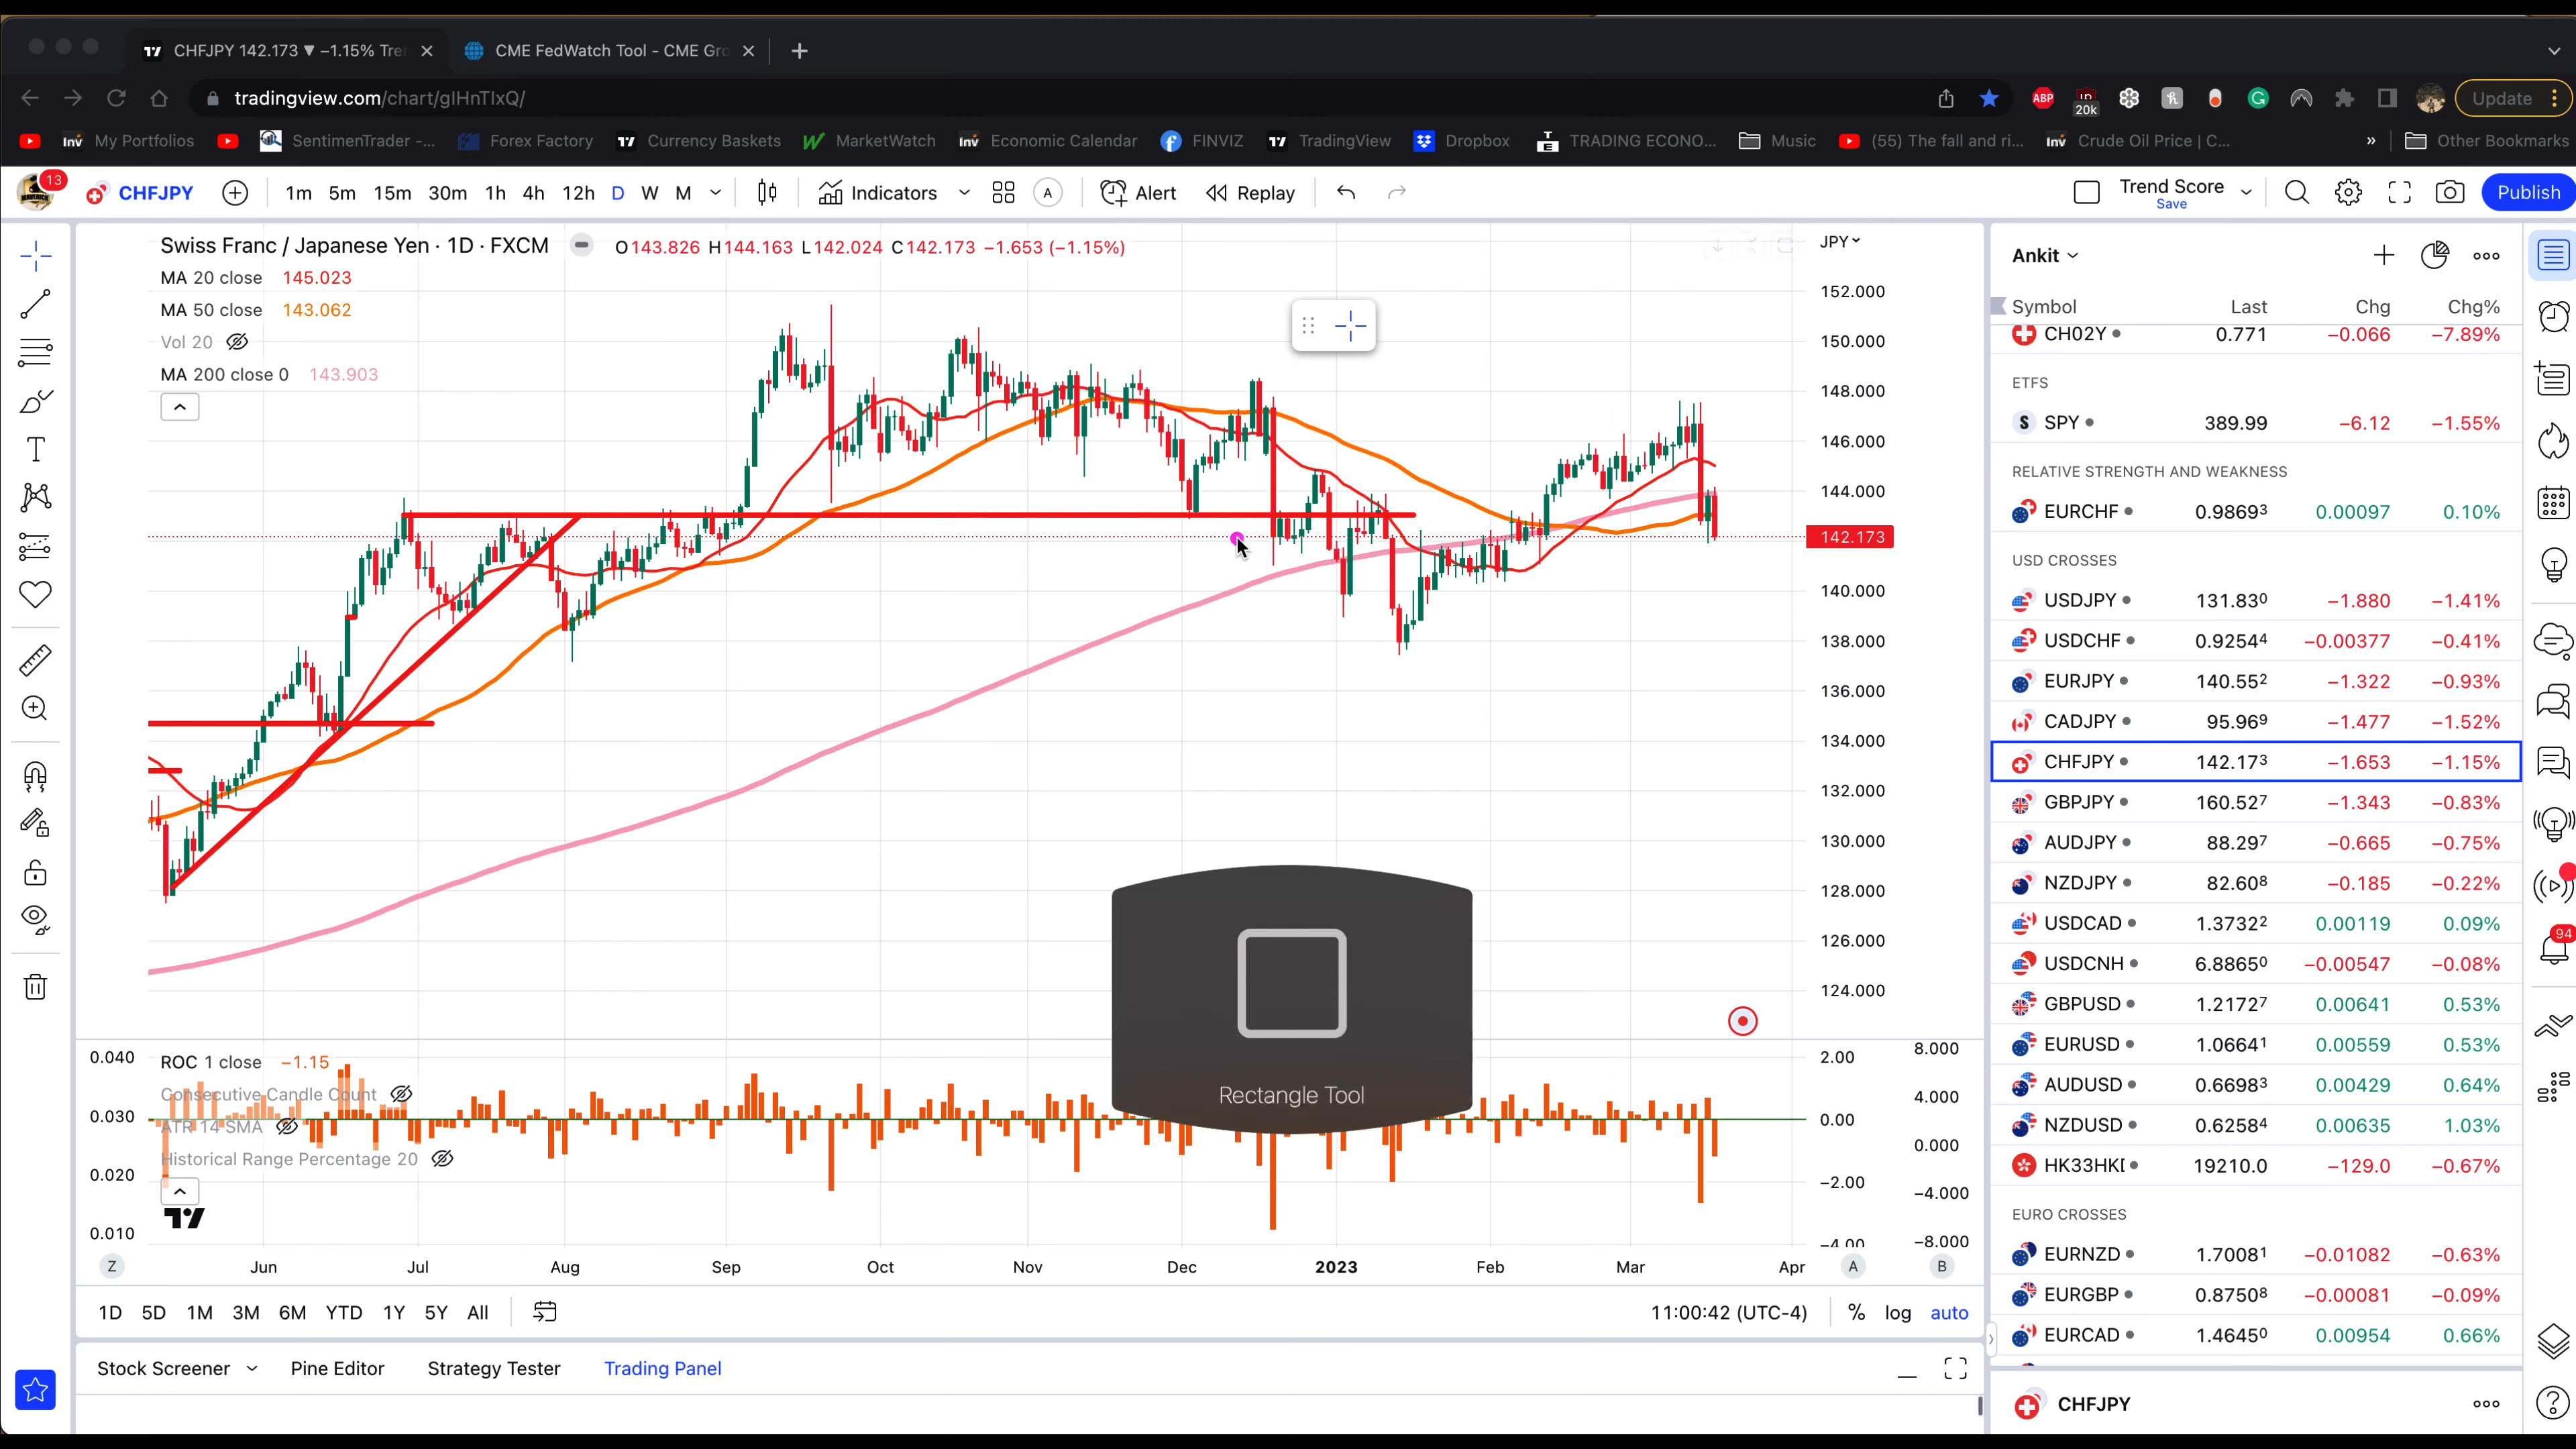 CHFJPY 142.173 ▼ −1.15% Tre
CME FedWatch Tool - CME Gro
tradingview.com/chart/gIHnTIxQ/
ABP
20k
Update
Inv My Portfolios
SentimenTrader -...
Forex Factory
Currency Baskets
MarketWatch
Inv Economic Calendar
FINVIZ
TradingView
Dropbox
TRADING ECONO...
Music
(55) The fall and ri...
Inv Crude Oil Price | C...
»
Other Bookmarks
13
CHFJPY
1m 5m 15m 30m 1h 4h 12h D W M
Indicators
A
Alert
Replay
Trend Score
Save
Publish
Swiss Franc / Japanese Yen · 1D · FXCM
O143.826 H144.163 L142.024 C142.173 −1.653 (−1.15%)
MA 20 close 145.023
MA 50 close 143.062
Vol 20
MA 200 close 0 143.903
JPY
152.000
150.000
148.000
146.000
144.000
142.173
140.000
138.000
136.000
134.000
132.000
130.000
128.000
126.000
124.000
Rectangle Tool
ROC 1 close −1.15
Consecutive Candle Count
ATR 14 SMA
Historical Range Percentage 20
0.040
0.030
0.020
0.010
2.00
0.00
−2.00
−4.00
8.000
4.000
0.000
−4.000
−8.000
Z Jun Jul Aug Sep Oct Nov Dec 2023 Feb Mar Apr A B
1D 5D 1M 3M 6M YTD 1Y 5Y All
11:00:42 (UTC-4) % log auto
Stock Screener Pine Editor Strategy Tester Trading Panel
Ankit
Symbol Last Chg Chg%
CH02Y 0.771 −0.066 −7.89%
ETFS
SPY 389.99 −6.12 −1.55%
RELATIVE STRENGTH AND WEAKNESS
EURCHF 0.98693 0.00097 0.10%
USD CROSSES
USDJPY 131.830 −1.880 −1.41%
USDCHF 0.92544 −0.00377 −0.41%
EURJPY 140.552 −1.322 −0.93%
CADJPY 95.969 −1.477 −1.52%
CHFJPY 142.173 −1.653 −1.15%
GBPJPY 160.527 −1.343 −0.83%
AUDJPY 88.297 −0.665 −0.75%
NZDJPY 82.608 −0.185 −0.22%
USDCAD 1.37322 0.00119 0.09%
USDCNH 6.88650 −0.00547 −0.08%
GBPUSD 1.21727 0.00641 0.53%
EURUSD 1.06641 0.00559 0.53%
AUDUSD 0.66983 0.00429 0.64%
NZDUSD 0.62584 0.00635 1.03%
HK33HKD 19210.0 −129.0 −0.67%
EURO CROSSES
EURNZD 1.70081 −0.01082 −0.63%
EURGBP 0.87508 −0.00081 −0.09%
EURCAD 1.46450 0.00954 0.66%
CHFJPY
94